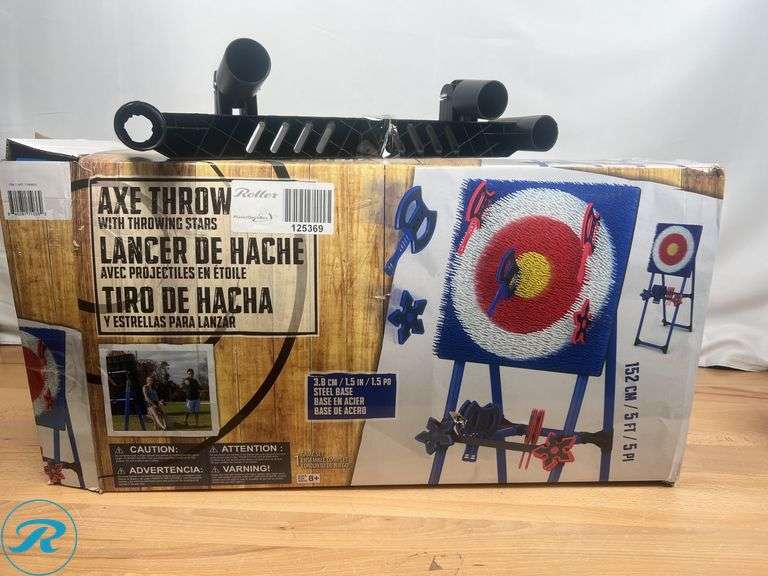 AXE THROW
WITH THROWING STARS
LANCER DE HACHE
AVEC PROJECTILES EN ÉTOILE
TIRO DE HACHA
Y ESTRELLAS PARA LANZAR
Roller
125369
3.8 CM / 1.5 IN / 1.5 PO
STEEL BASE
BASE EN ACIER
BASE DE ACERO
152 CM / 5 FT / 5 PI
CAUTION:
ATTENTION :
ADVERTENCIA:
VARNING!
8+
R